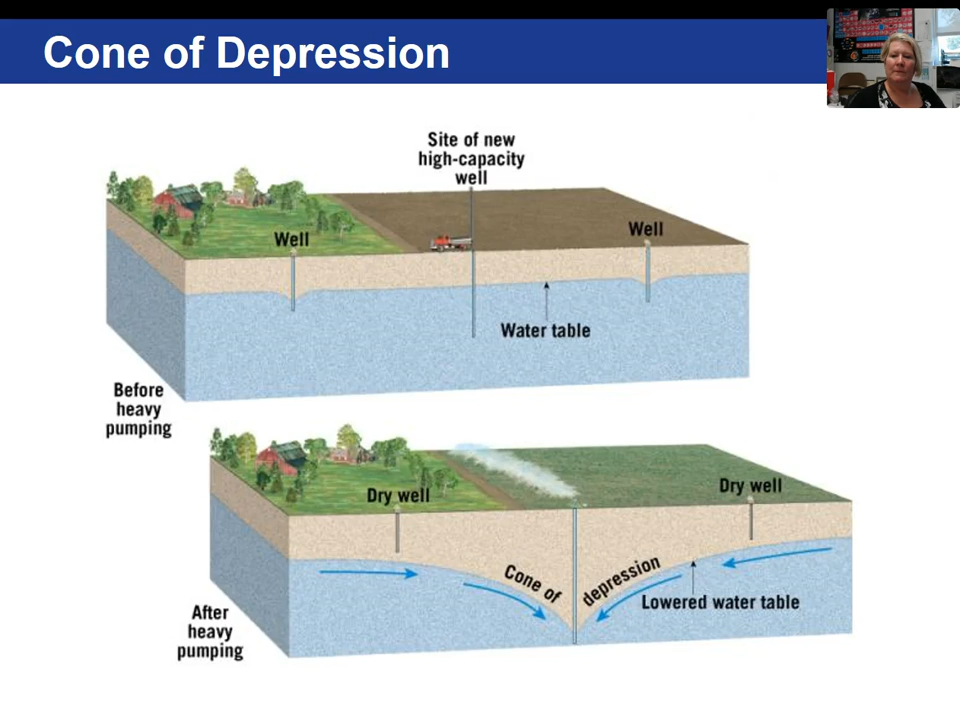 Cone of Depression
Site of new
high-capacity
well
Well
Well
Water table
Before
heavy
pumping
Dry well
Dry well
Cone of
depression
Lowered water table
After
heavy
pumping